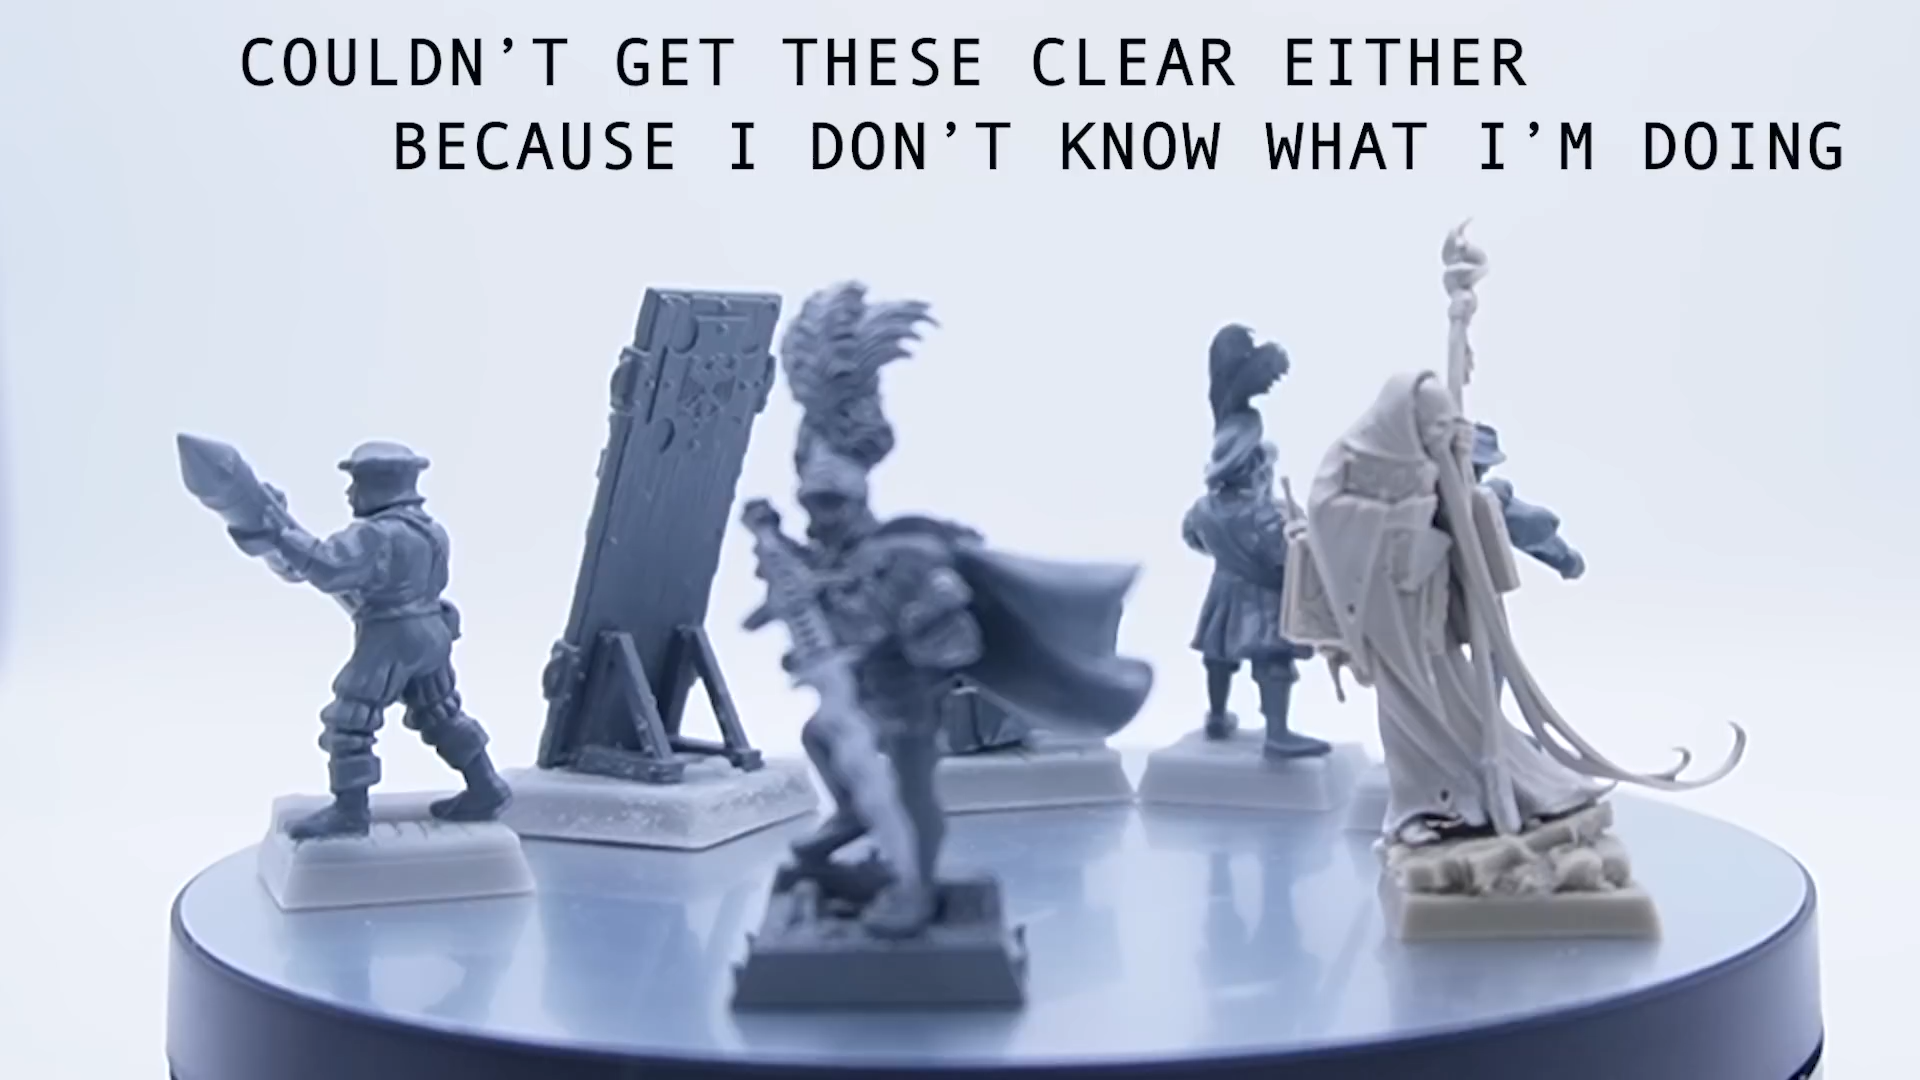 COULDN’T GET THESE CLEAR EITHER
BECAUSE I DON’T KNOW WHAT I’M DOING